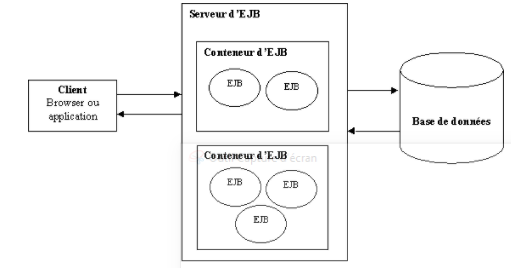 Serveur d'EJB
Conteneur d'EJB
EJB
EJB
Client
Browser ou
application
Base de données
Conteneur d'EJB
EJB
EJB
EJB